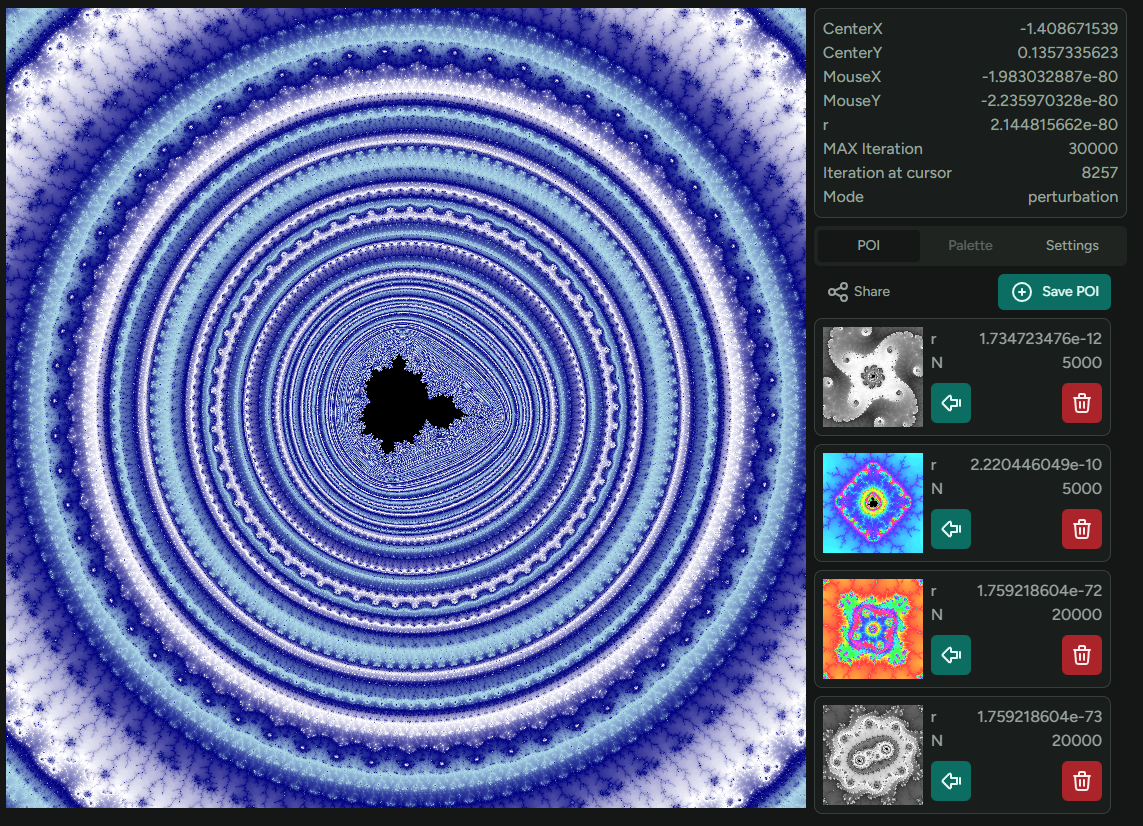 CenterX -1.408671539
CenterY 0.1357335623
MouseX -1.983032887e-80
MouseY -2.235970328e-80
r 2.144815662e-80
MAX Iteration 30000
Iteration at cursor 8257
Mode perturbation
POI Palette Settings
Share Save POI
r 1.734723476e-12
N 5000
r 2.220446049e-10
N 5000
r 1.759218604e-72
N 20000
r 1.759218604e-73
N 20000